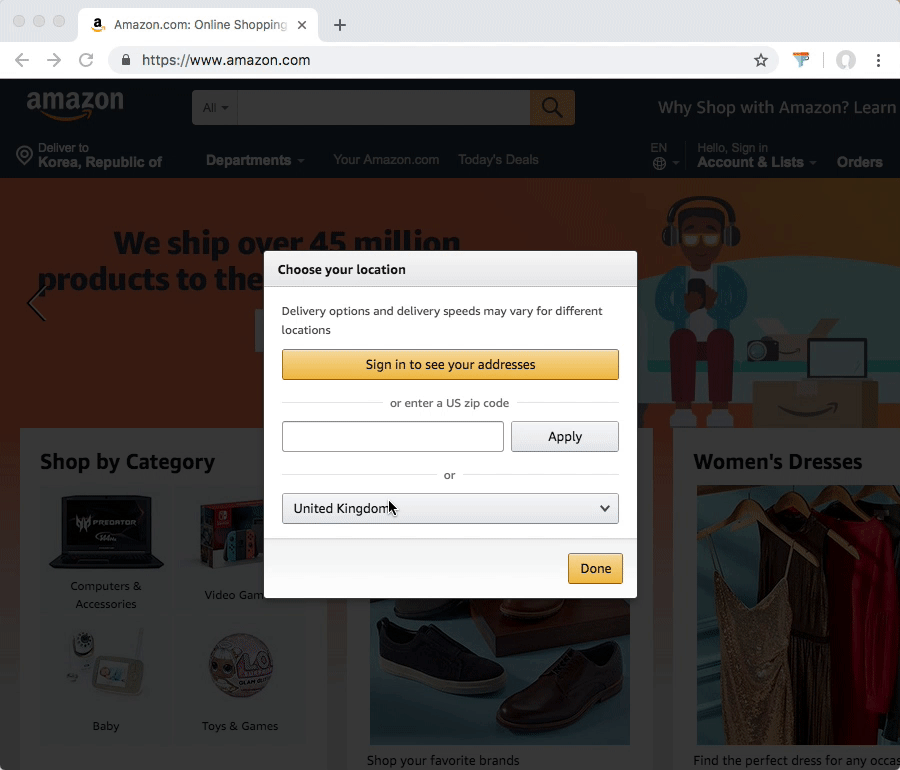 Amazon.com: Online Shopping
https://www.amazon.com
amazon
All
Why Shop with Amazon? Learn
Deliver to
Korea, Republic of
Departments
Your Amazon.com
Today's Deals
EN
Hello, Sign in
Account & Lists
Orders
We ship over 45 million
products to the
Choose your location
Delivery options and delivery speeds may vary for different
locations
Sign in to see your addresses
or enter a US zip code
Apply
or
United Kingdom
Done
Shop by Category
PREDATOR
Computers &
Accessories
Video Gam
Baby
Toys & Games
Shop your favorite brands
Women's Dresses
Find the perfect dress for any occas